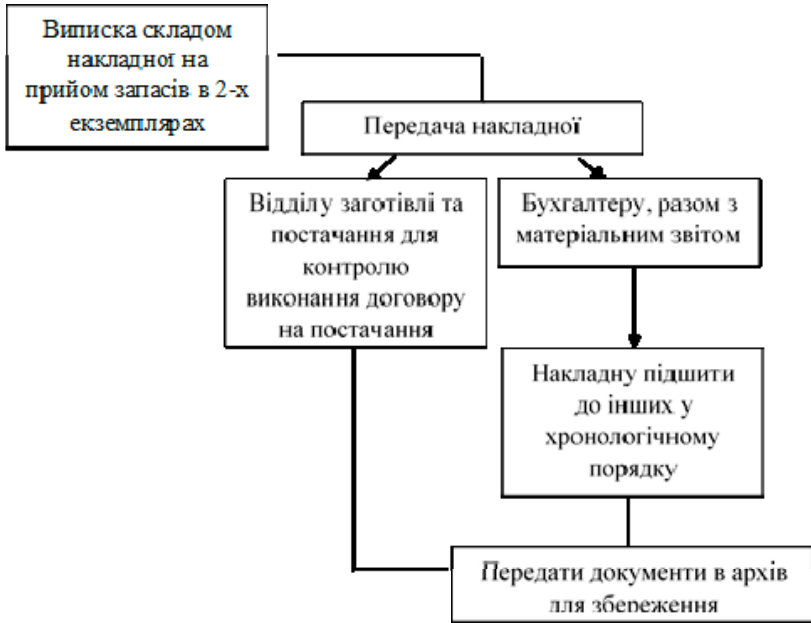 Виписка складом
накладної на
прийом запасів в 2-х
екземплярах
Передача накладної
Відділу заготівлі та
постачання для
контролю
виконання договору
на постачання
Бухгалтеру, разом з
матеріальним звітом
Накладну підшити
до інших у
хронологічному
порядку
Передати документи в архів
для збереження